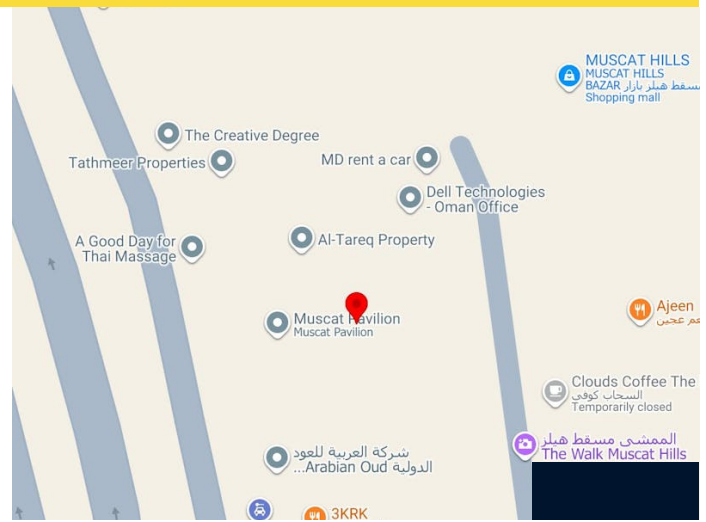 MUSCAT HILLS
MUSCAT HILLS
BAZAR مسقط هيلز بازار
Shopping mall
The Creative Degree
Tathmeer Properties
MD rent a car
Dell Technologies
- Oman Office
A Good Day for
Thai Massage
Al-Tareq Property
Ajeen
عجين
Muscat Pavilion
Muscat Pavilion
Clouds Coffee The
السحاب كوفي
Temporarily closed
الممشى مسقط هيلز
The Walk Muscat Hills
شركة العربية للعود
الدولية Arabian Oud...
3KRK